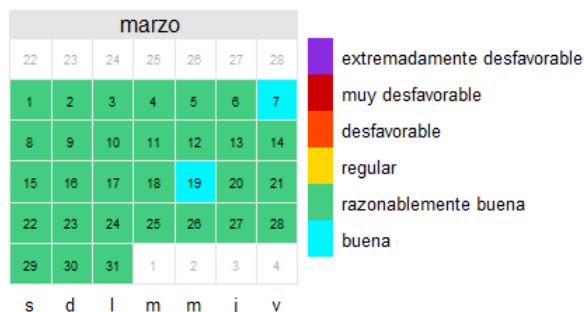 marzo
22 23 24 25 26 27 28
1 2 3 4 5 6 7
8 9 10 11 12 13 14
15 16 17 18 19 20 21
22 23 24 25 26 27 28
29 30 31 1 2 3 4
s d l m m j v
extremadamente desfavorable
muy desfavorable
desfavorable
regular
razonablemente buena
buena